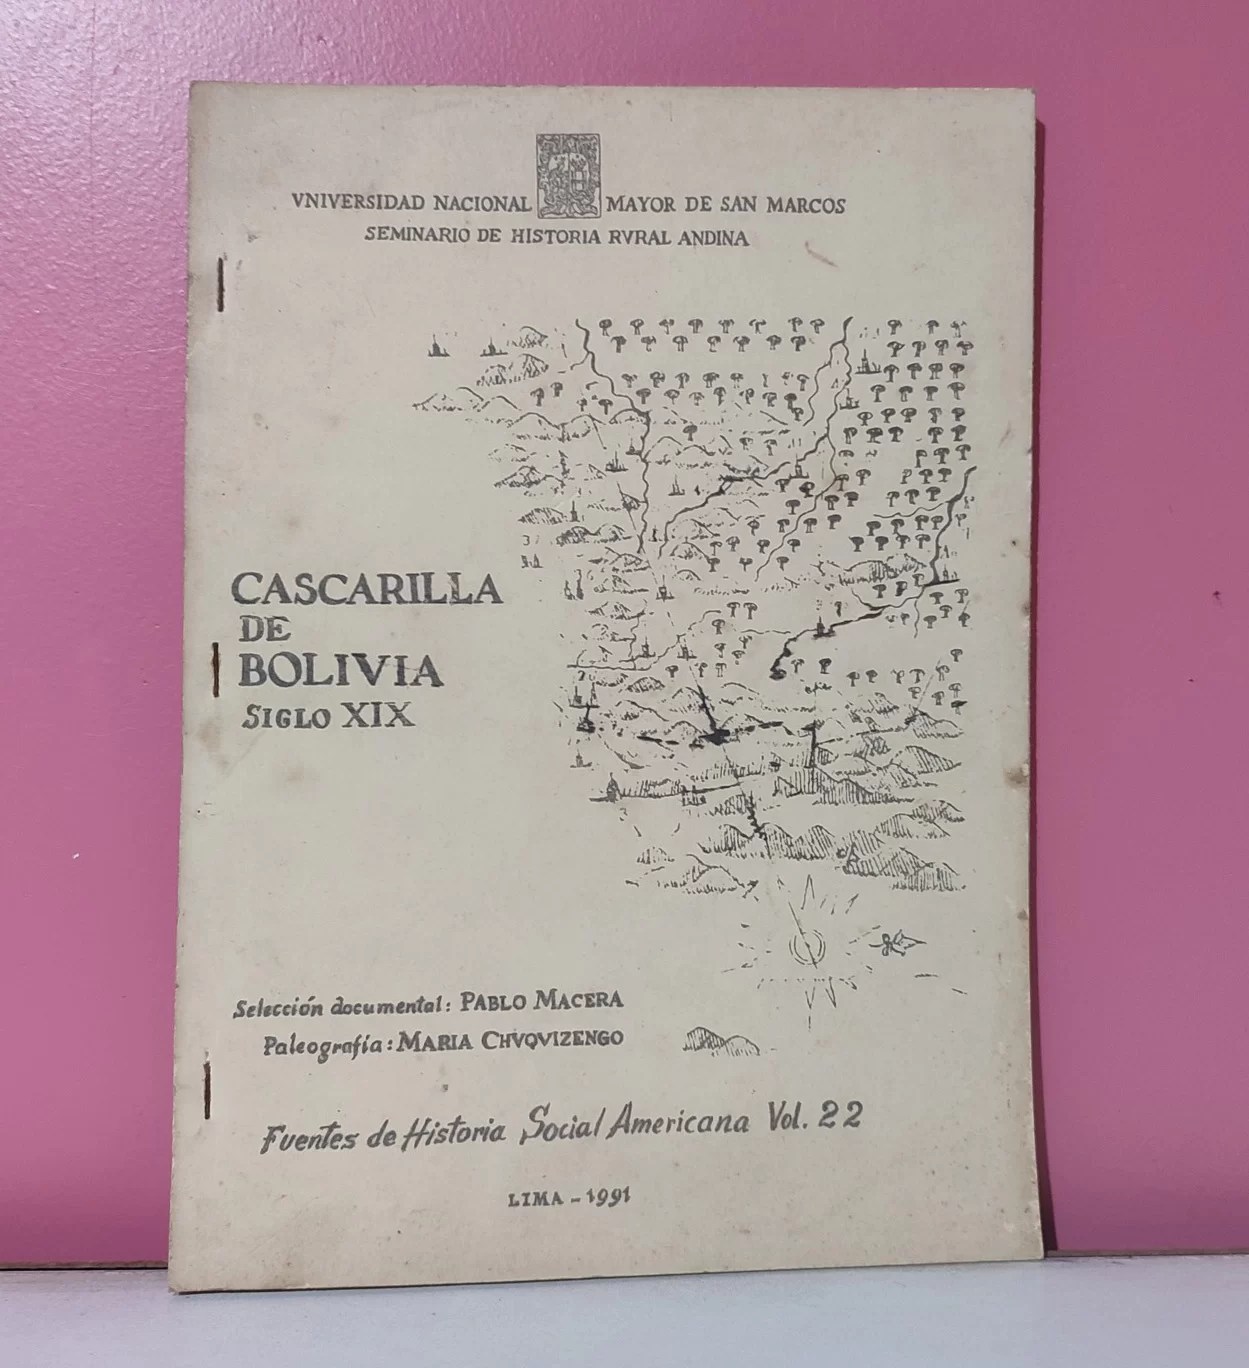 VNIVERSIDAD NACIONAL MAYOR DE SAN MARCOS
SEMINARIO DE HISTORIA RVRAL ANDINA
CASCARILLA
DE
BOLIVIA
SIGLO XIX
Selección documental: PABLO MACERA
Paleografía: MARIA CHVQVIZENGO
Fuentes de Historia Social Americana Vol. 22
LIMA - 1991